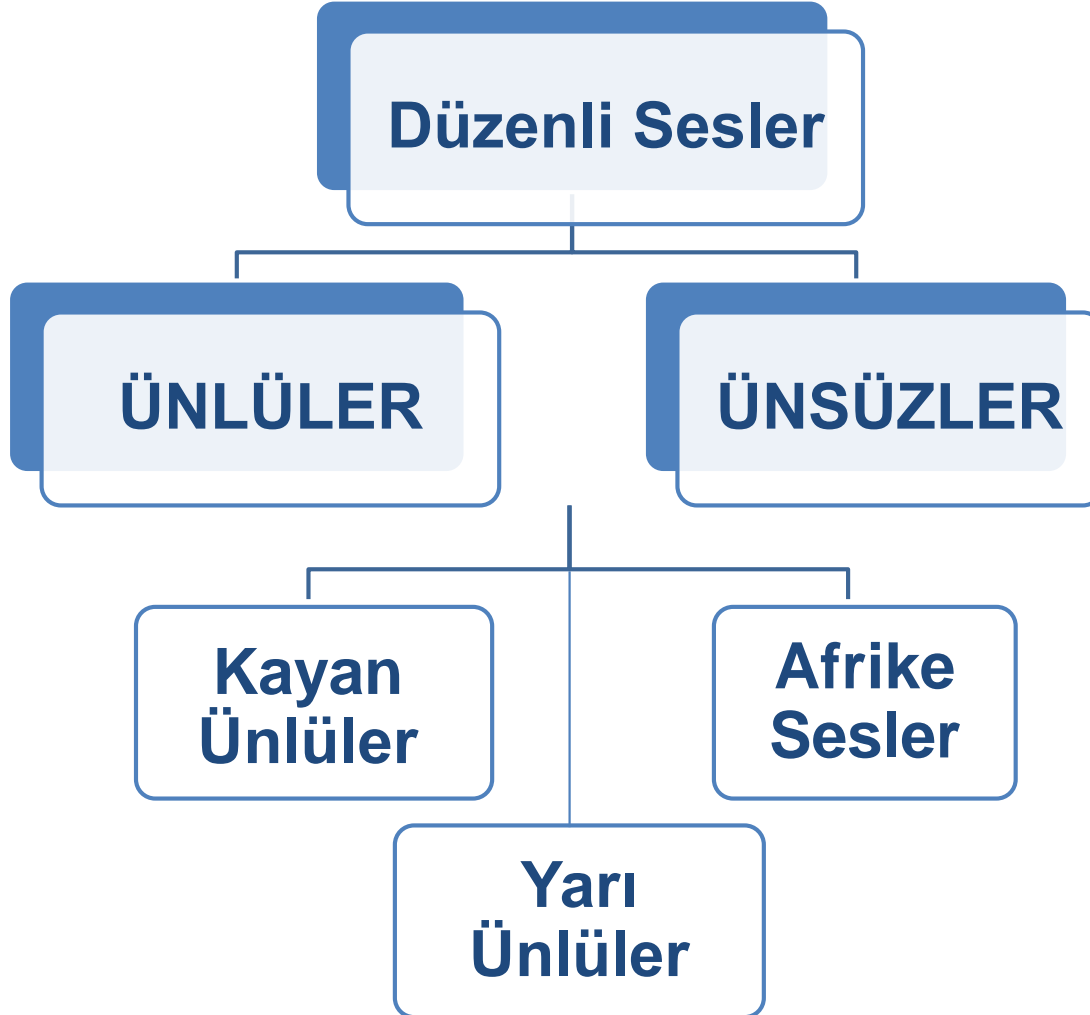 Düzenli Sesler
ÜNLÜLER
ÜNSÜZLER
Kayan
Ünlüler
Afrike
Sesler
Yarı
Ünlüler